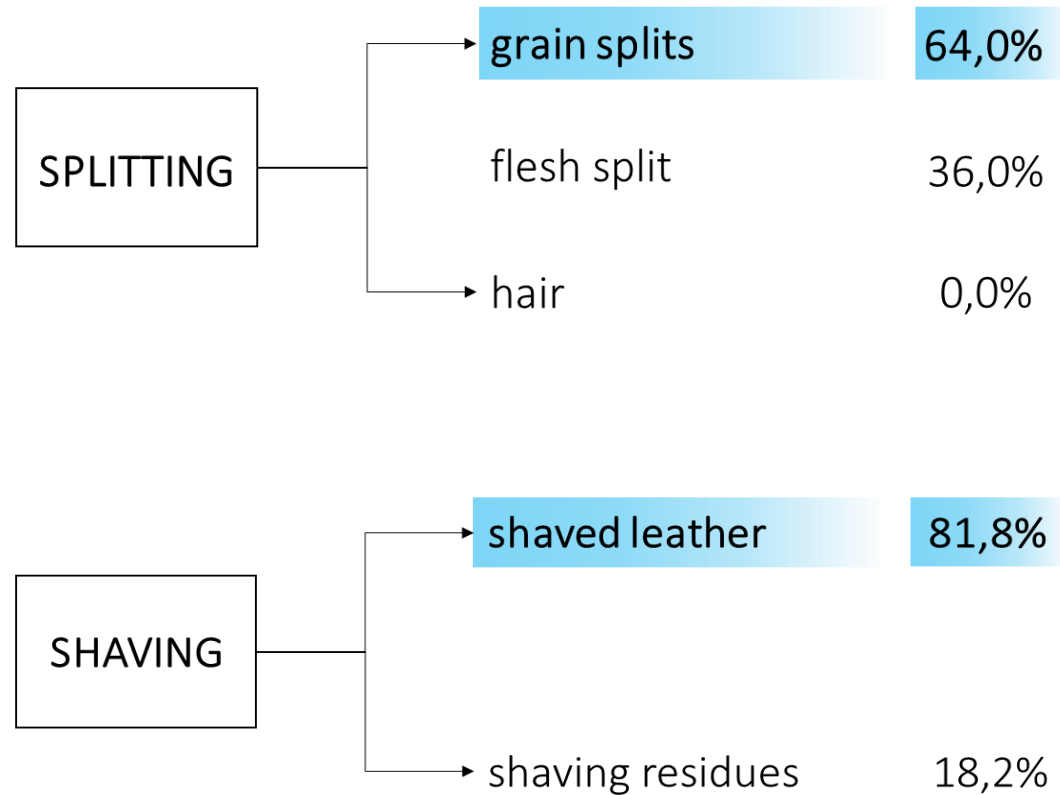 grain splits 64,0%
SPLITTING
flesh split 36,0%
hair 0,0%
shaved leather 81,8%
SHAVING
shaving residues 18,2%